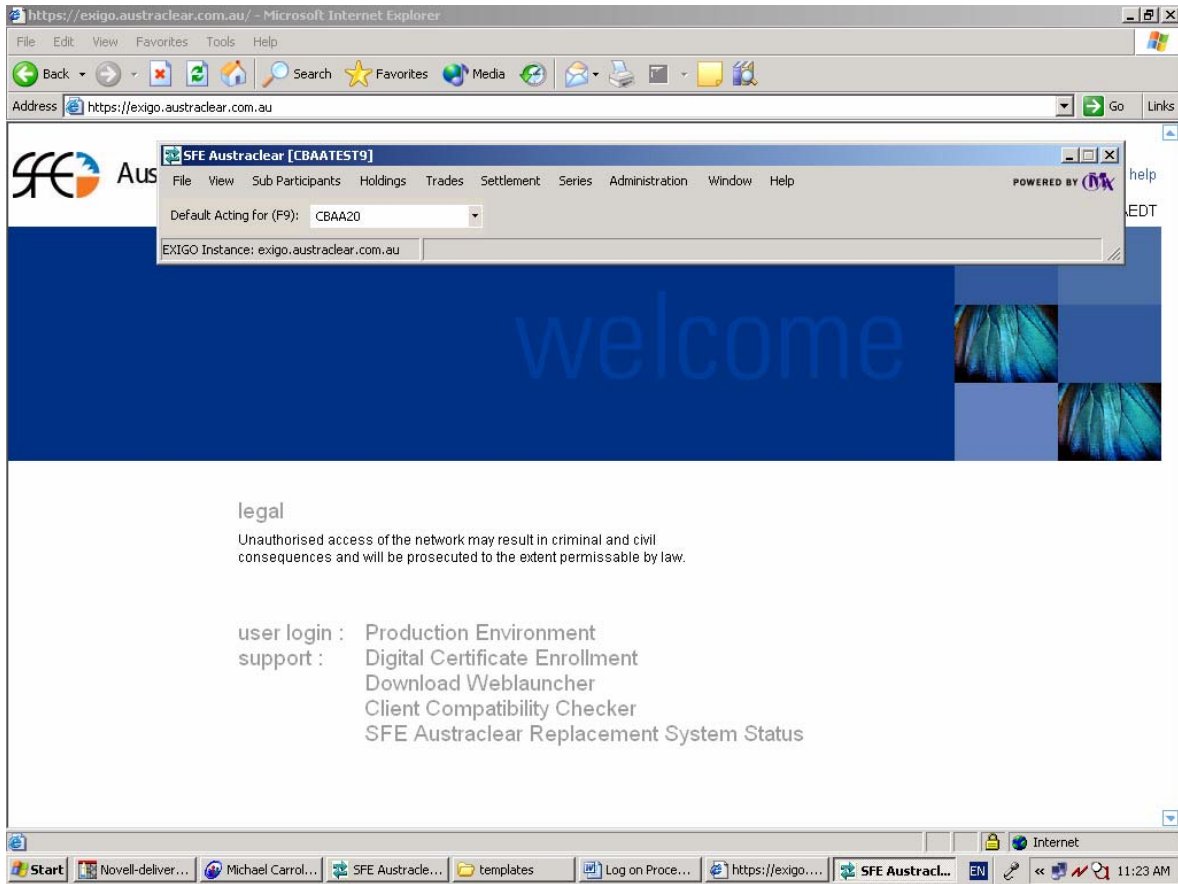 https://exigo.austraclear.com.au/ - Microsoft Internet Explorer
File Edit View Favorites Tools Help
Back Search Favorites Media
Address https://exigo.austraclear.com.au Go Links
sfe Aus
SFE Austraclear [CBAATEST9]
File View Sub Participants Holdings Trades Settlement Series Administration Window Help POWERED BY OMX
help
Default Acting for (F9): CBAA20
AEDT
EXIGO Instance: exigo.austraclear.com.au
welcome
legal
Unauthorised access of the network may result in criminal and civil
consequences and will be prosecuted to the extent permissable by law.
user login : Production Environment
support : Digital Certificate Enrollment
Download Weblauncher
Client Compatibility Checker
SFE Austraclear Replacement System Status
Internet
Start Novell-deliver... Michael Carrol... SFE Austracle... templates Log on Proce... https://exigo.... SFE Austracl... EN « 11:23 AM